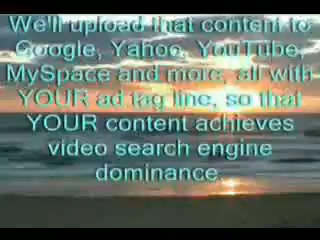 We'll upload that content to
Google, Yahoo, YouTube,
MySpace and more, all with
YOUR ad tag line, so that
YOUR content achieves
video search engine
dominance.